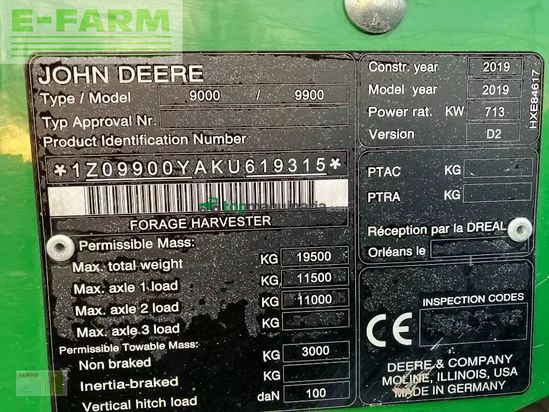 E-FARM
JOHN DEERE
Type / Model 9000 / 9900
Typ Approval Nr.
Product Identification Number
*1Z09900YAKU619315*
FORAGE HARVESTER
Permissible Mass:
Max. total weight KG 19500
Max. axle 1 load KG 11500
Max. axle 2 load KG 11000
Max. axle 3 load KG
Permissible Towable Mass:
Non braked KG 3000
Inertia-braked KG
Vertical hitch load daN 100
Constr. year 2019
Model year 2019
Power rat. KW 713
Version D2
HXE84617
PTAC KG
PTRA KG
Réception par la DREAL
Orléans le
INSPECTION CODES
CE
DEERE & COMPANY
MOLINE, ILLINOIS, USA
MADE IN GERMANY